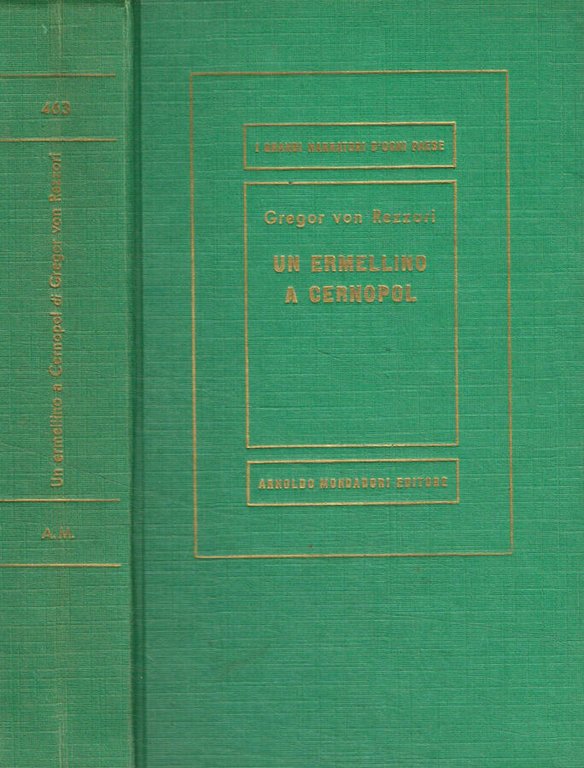 463
Un ermellino a Cernopol di Gregor von Rezzori
A. M.
I GRANDI NARRATORI D'OGNI PAESE
Gregor von Rezzori
UN ERMELLINO
A CERNOPOL
ARNOLDO MONDADORI EDITORE